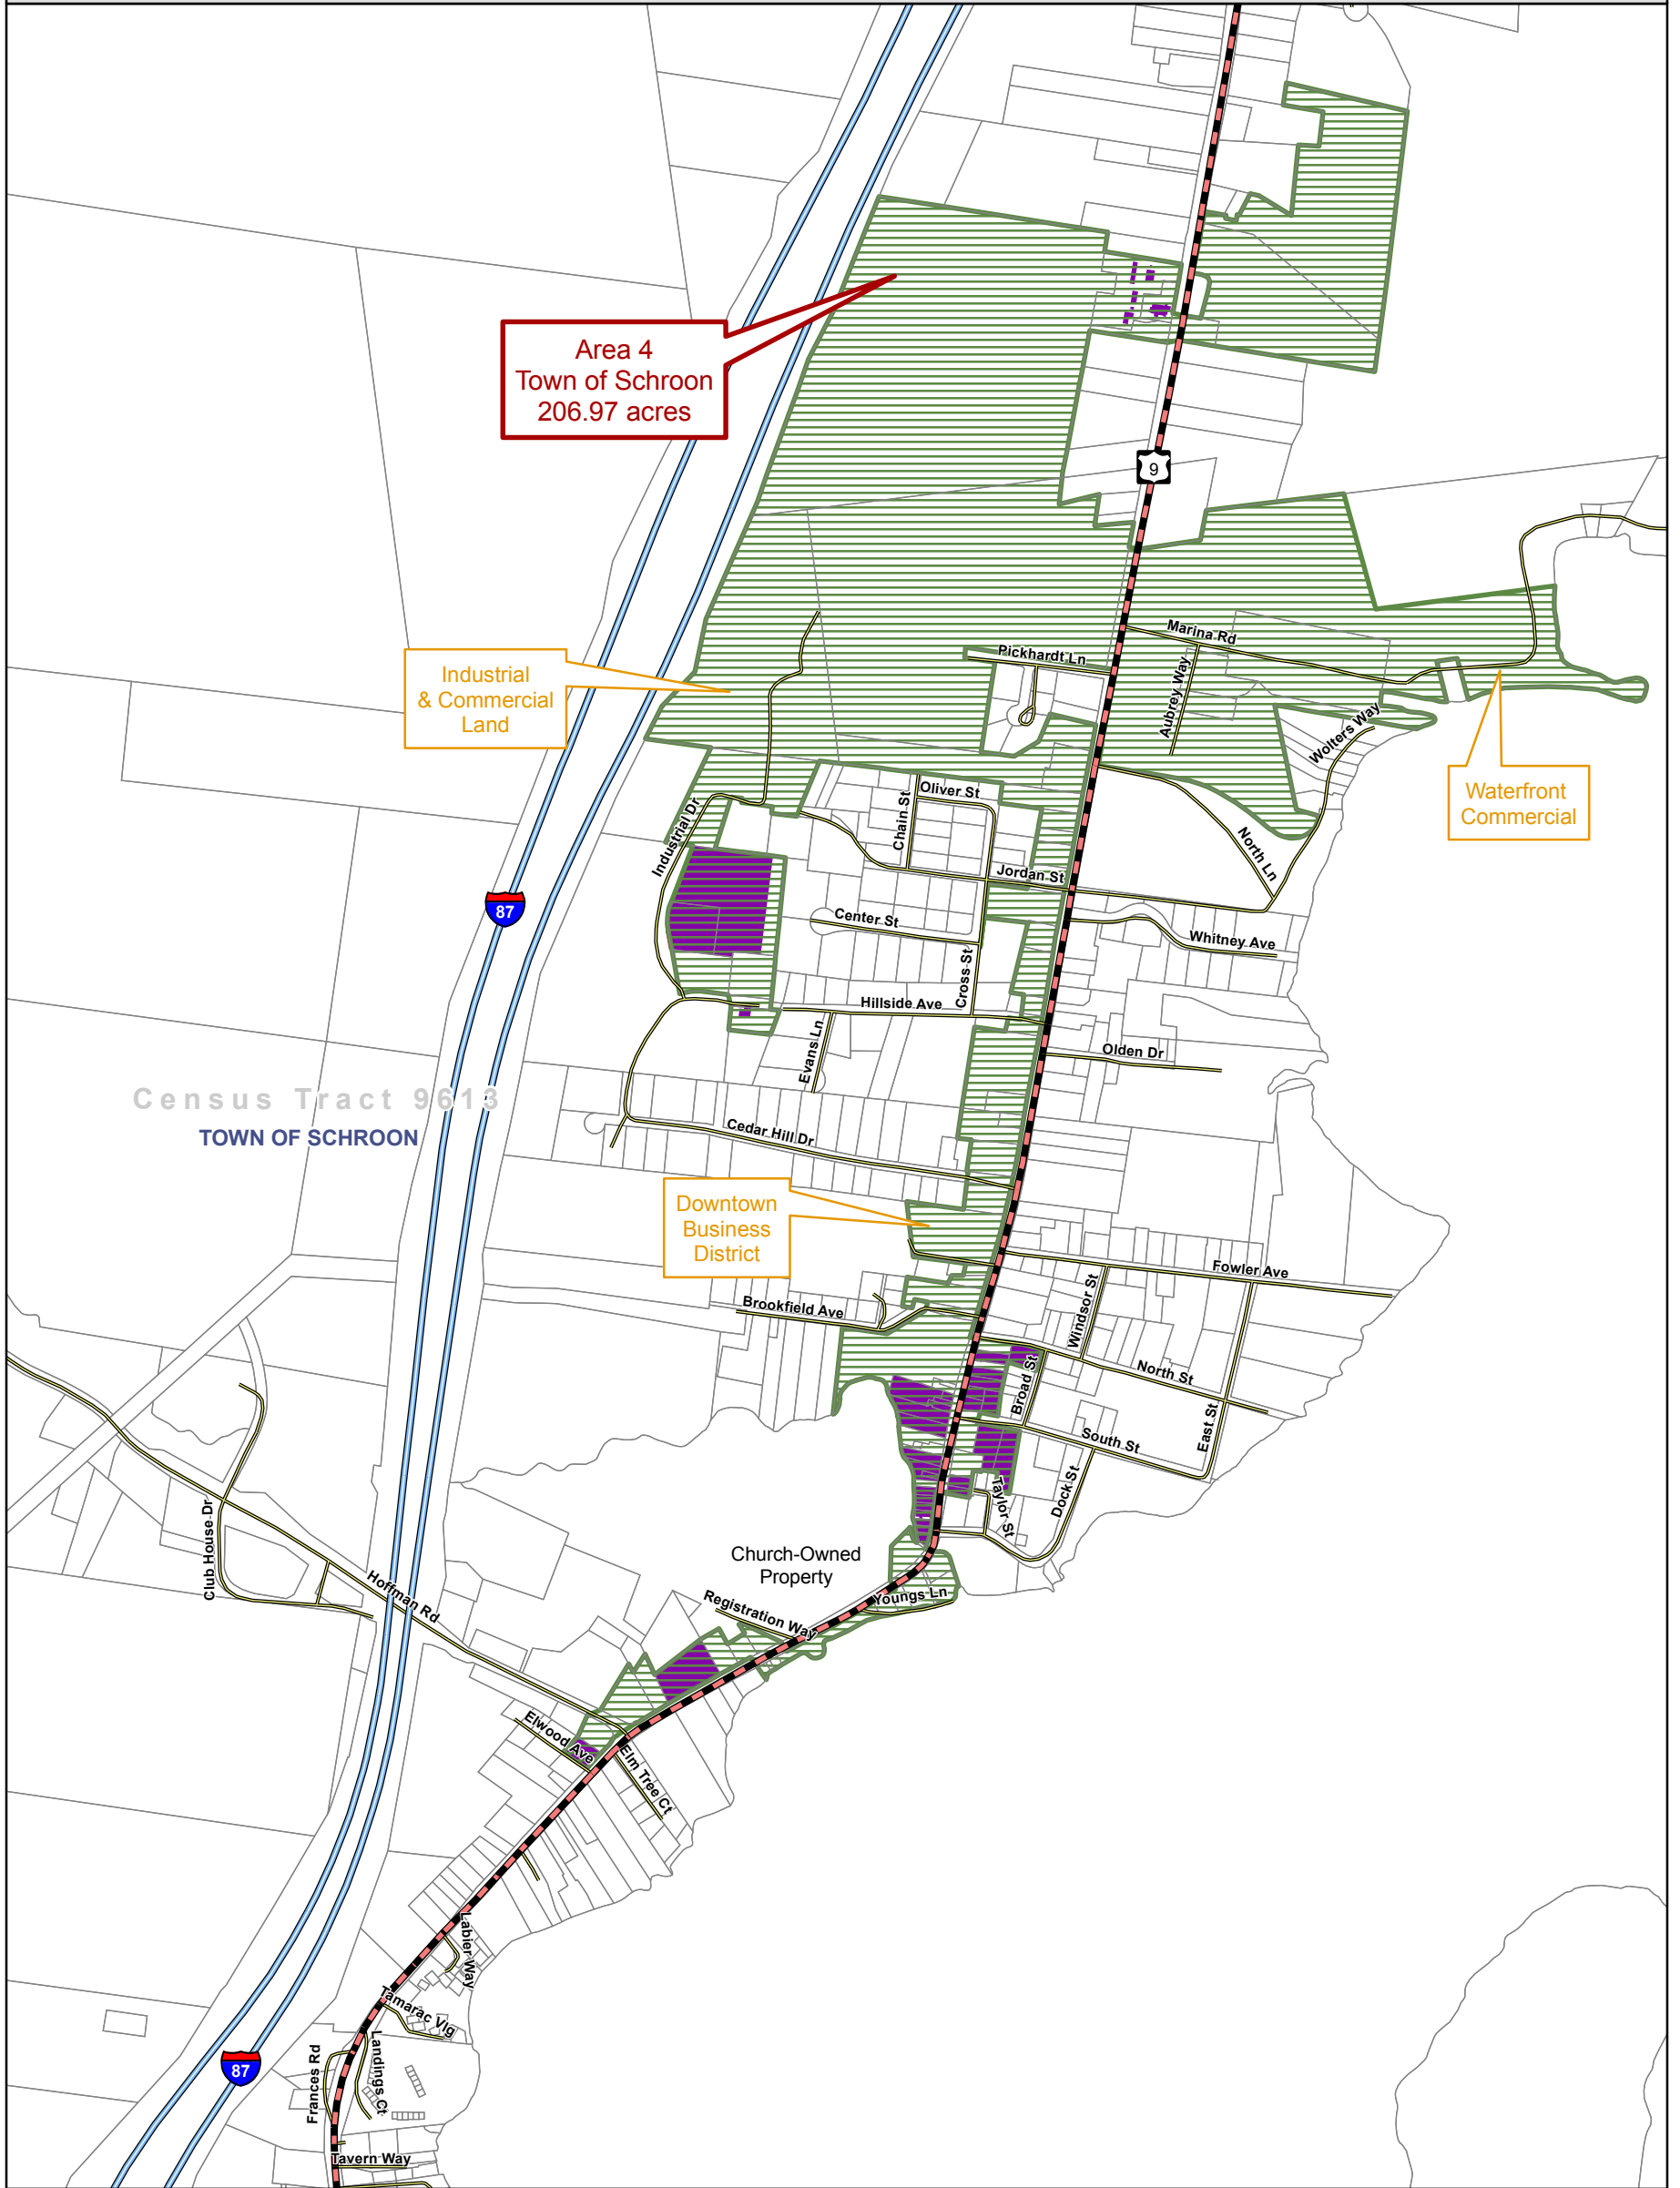 Area 4
Town of Schroon
206.97 acres
9
Marina Rd
Pickhardt Ln
Aubrey Way
Industrial
& Commercial
Land
Wolters Way
Waterfront
Commercial
Oliver St
Chain St
Industrial Dr
North Ln
Jordan St
87
Center St
Whitney Ave
Cross St
Hillside Ave
Evans Ln
Olden Dr
Census Tract 9613
TOWN OF SCHROON
Cedar Hill Dr
Downtown
Business
District
Fowler Ave
Windsor St
Brookfield Ave
North St
Broad St
East St
South St
Dock St
Taylor St
Club House Dr
Church-Owned
Property
Hoffman Rd
Youngs Ln
Registration Way
Elwood Ave
Elm Tree Ct
Labier Way
Tamarac Vlg
Landings Ct
Frances Rd
87
Tavern Way